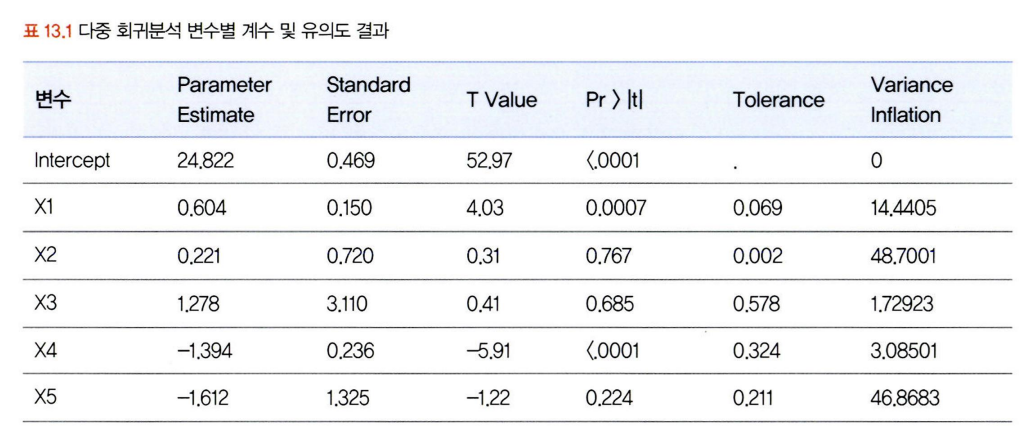 표 13.1 다중 회귀분석 변수별 계수 및 유의도 결과
변수 Parameter Estimate Standard Error T Value Pr > |t| Tolerance Variance Inflation
Intercept 24.822 0.469 52.97 <.0001 . 0
X1 0.604 0.150 4.03 0.0007 0.069 14.4405
X2 0.221 0.720 0.31 0.767 0.002 48.7001
X3 1.278 3.110 0.41 0.685 0.578 1.72923
X4 −1.394 0.236 −5.91 <.0001 0.324 3.08501
X5 −1.612 1.325 −1.22 0.224 0.211 46.8683